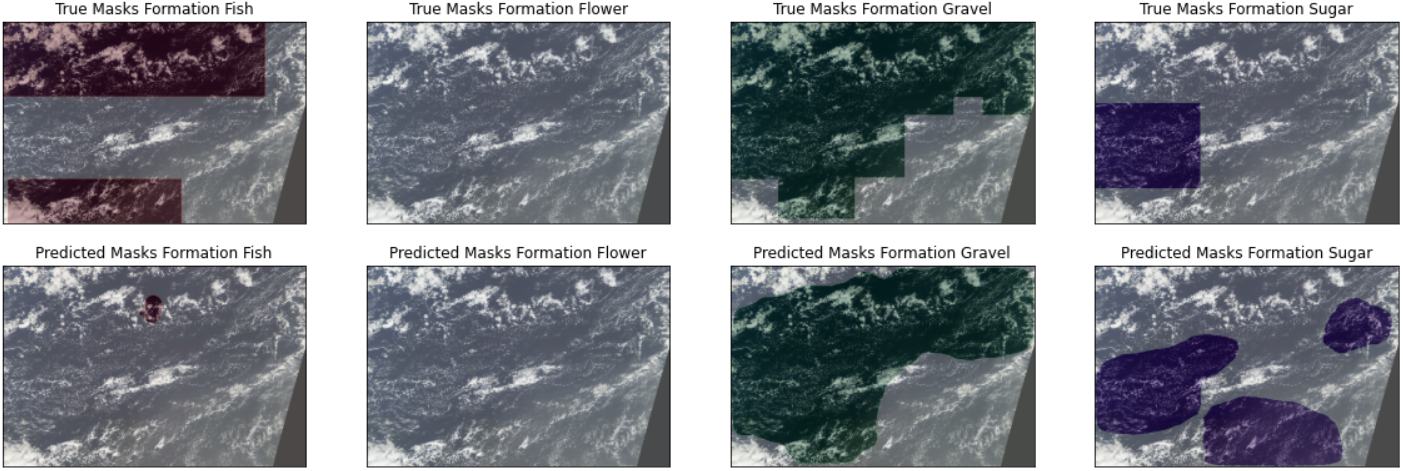 True Masks Formation Fish
True Masks Formation Flower
True Masks Formation Gravel
True Masks Formation Sugar
Predicted Masks Formation Fish
Predicted Masks Formation Flower
Predicted Masks Formation Gravel
Predicted Masks Formation Sugar